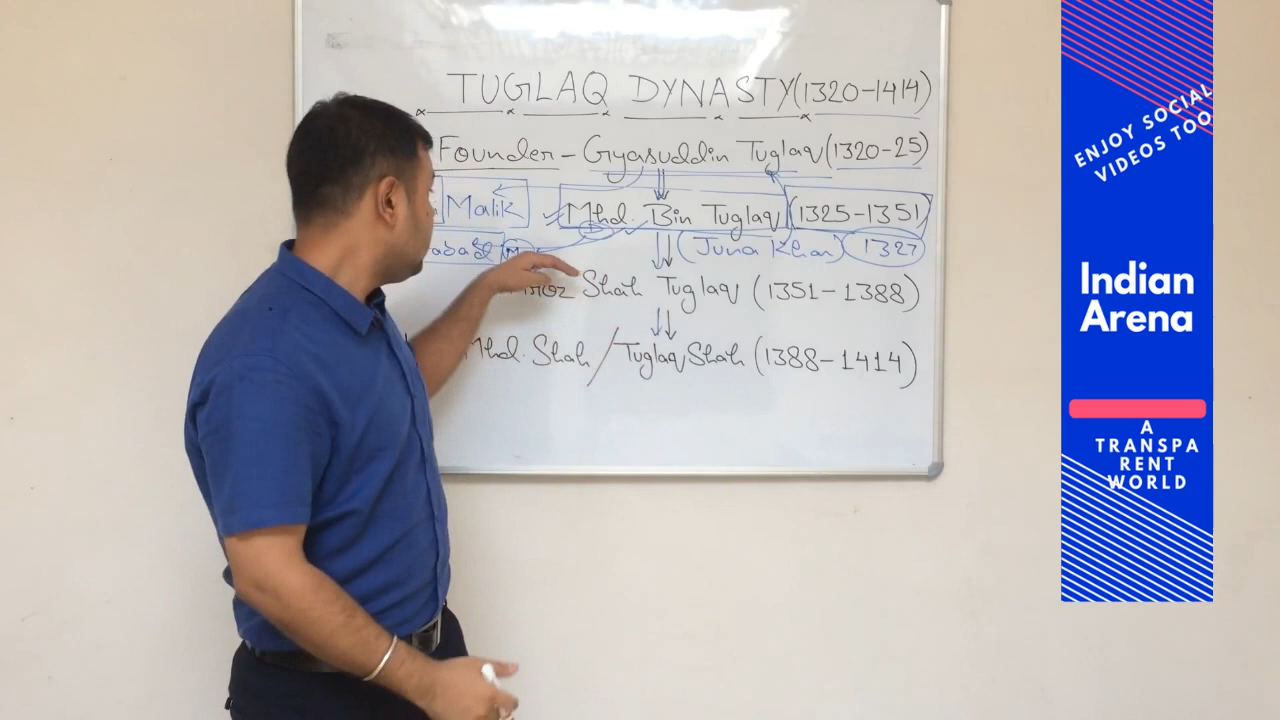 TUGLAQ DYNASTY(1320-1414)
Founder - Gyasuddin Tuglaq (1320-25)
Malik Mhd. Bin Tuglaq (1325-1351)
(Juna Khan) 1327
Shah Tuglaq (1351-1388)
Mhd. Shah/Tuglaq Shah (1388-1414)
ENJOY SOCIAL
VIDEOS TOO
Indian
Arena
A
TRANSPA
RENT
WORLD